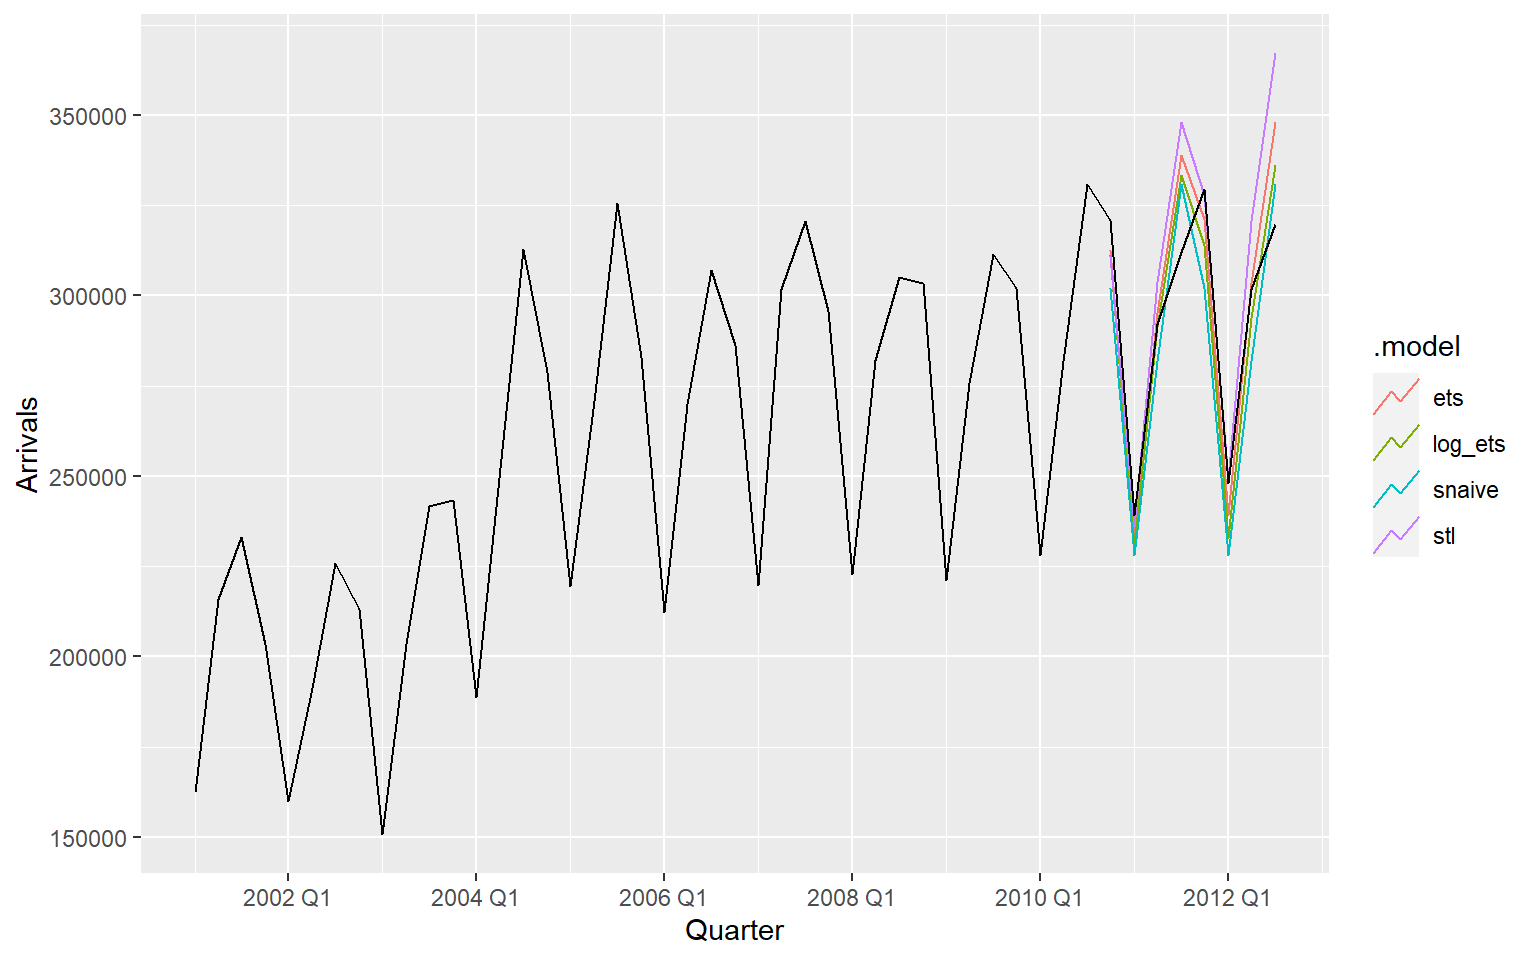 350000
300000
250000
200000
150000
Arrivals
2002 Q1
2004 Q1
2006 Q1
2008 Q1
2010 Q1
2012 Q1
Quarter
.model
ets
log_ets
snaive
stl